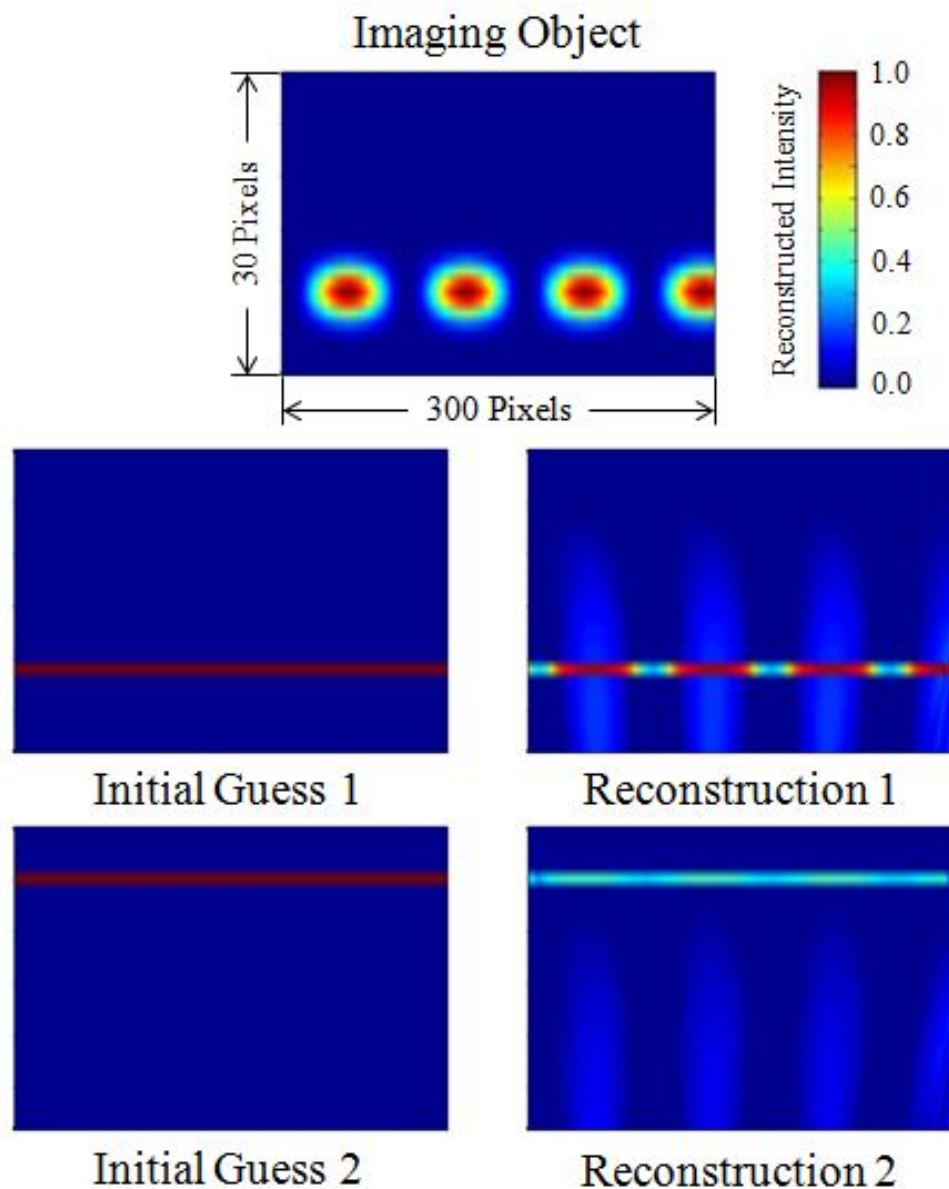 Imaging Object
30 Pixels
300 Pixels
Reconstructed Intensity
1.0
0.8
0.6
0.4
0.2
0.0
Initial Guess 1
Reconstruction 1
Initial Guess 2
Reconstruction 2